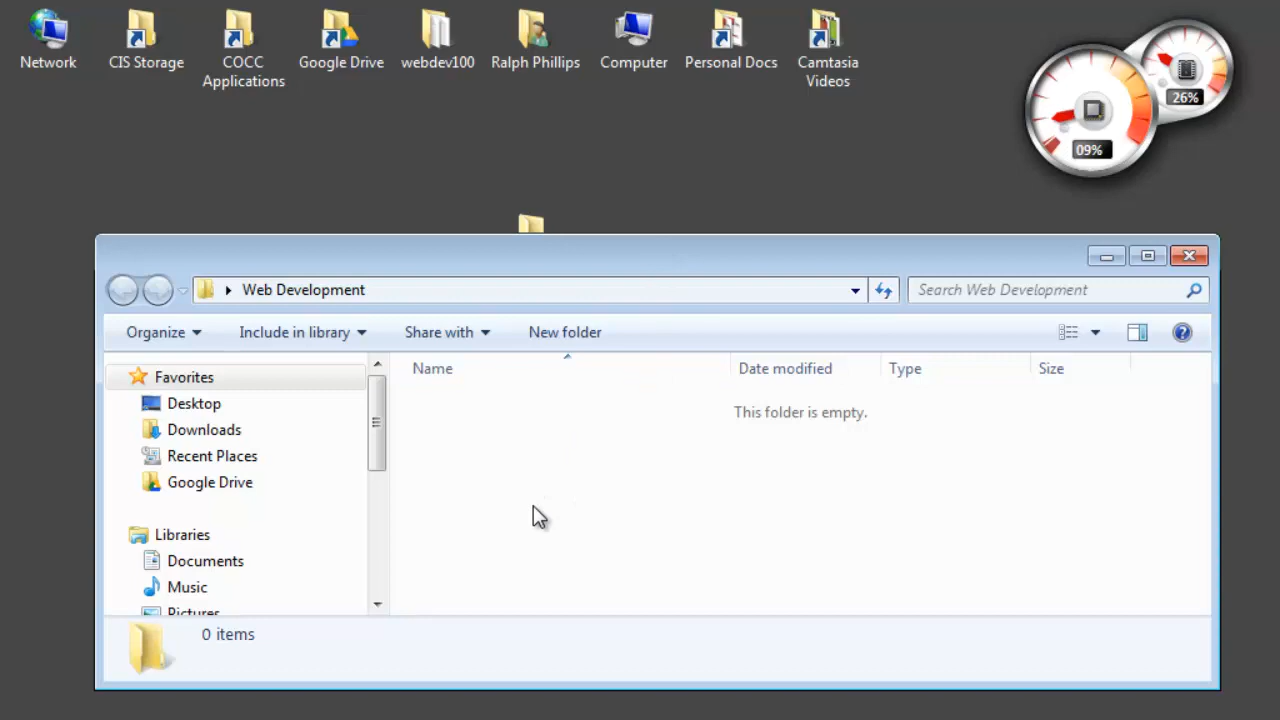 Network
CIS Storage
COCC
Applications
Google Drive
webdev100
Ralph Phillips
Computer
Personal Docs
Camtasia
Videos
26%
09%
Web Development
Search Web Development
Organize
Include in library
Share with
New folder
Name
Date modified
Type
Size
This folder is empty.
Favorites
Desktop
Downloads
Recent Places
Google Drive
Libraries
Documents
Music
Pictures
0 items